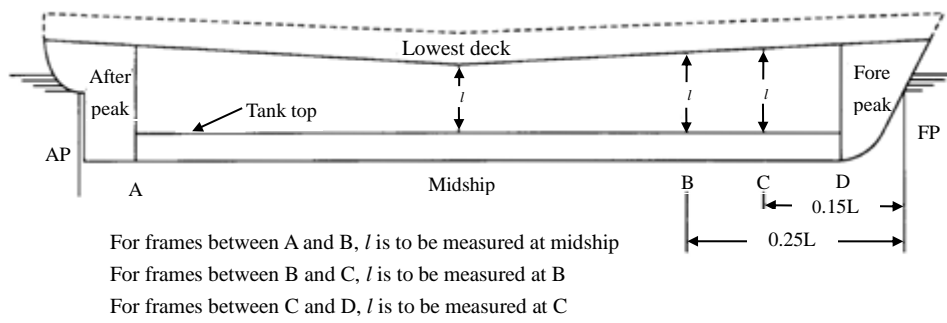 Lowest deck
After
peak
Fore
peak
l
l
l
Tank top
AP
FP
A
Midship
B
C
D
0.15L
0.25L
For frames between A and B, l is to be measured at midship
For frames between B and C, l is to be measured at B
For frames between C and D, l is to be measured at C